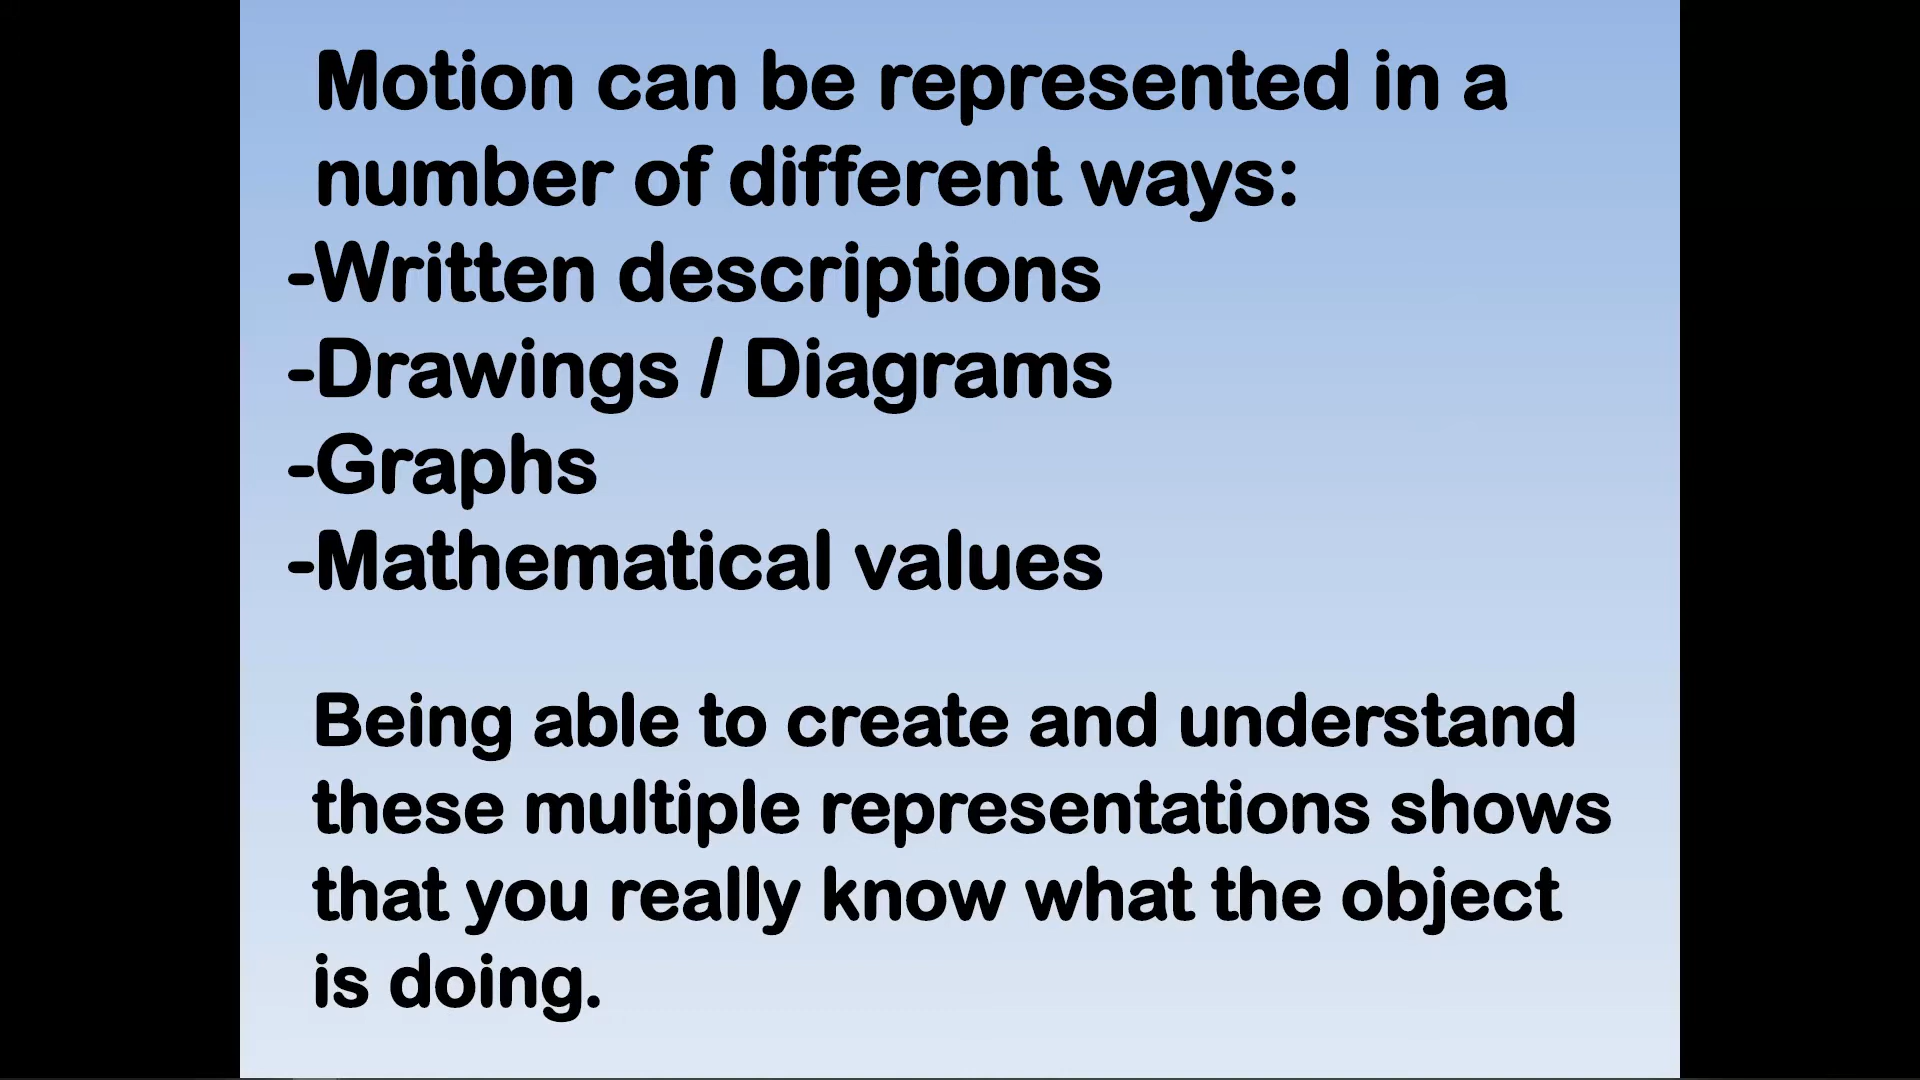 Motion can be represented in a
number of different ways:
-Written descriptions
-Drawings / Diagrams
-Graphs
-Mathematical values
Being able to create and understand
these multiple representations shows
that you really know what the object
is doing.